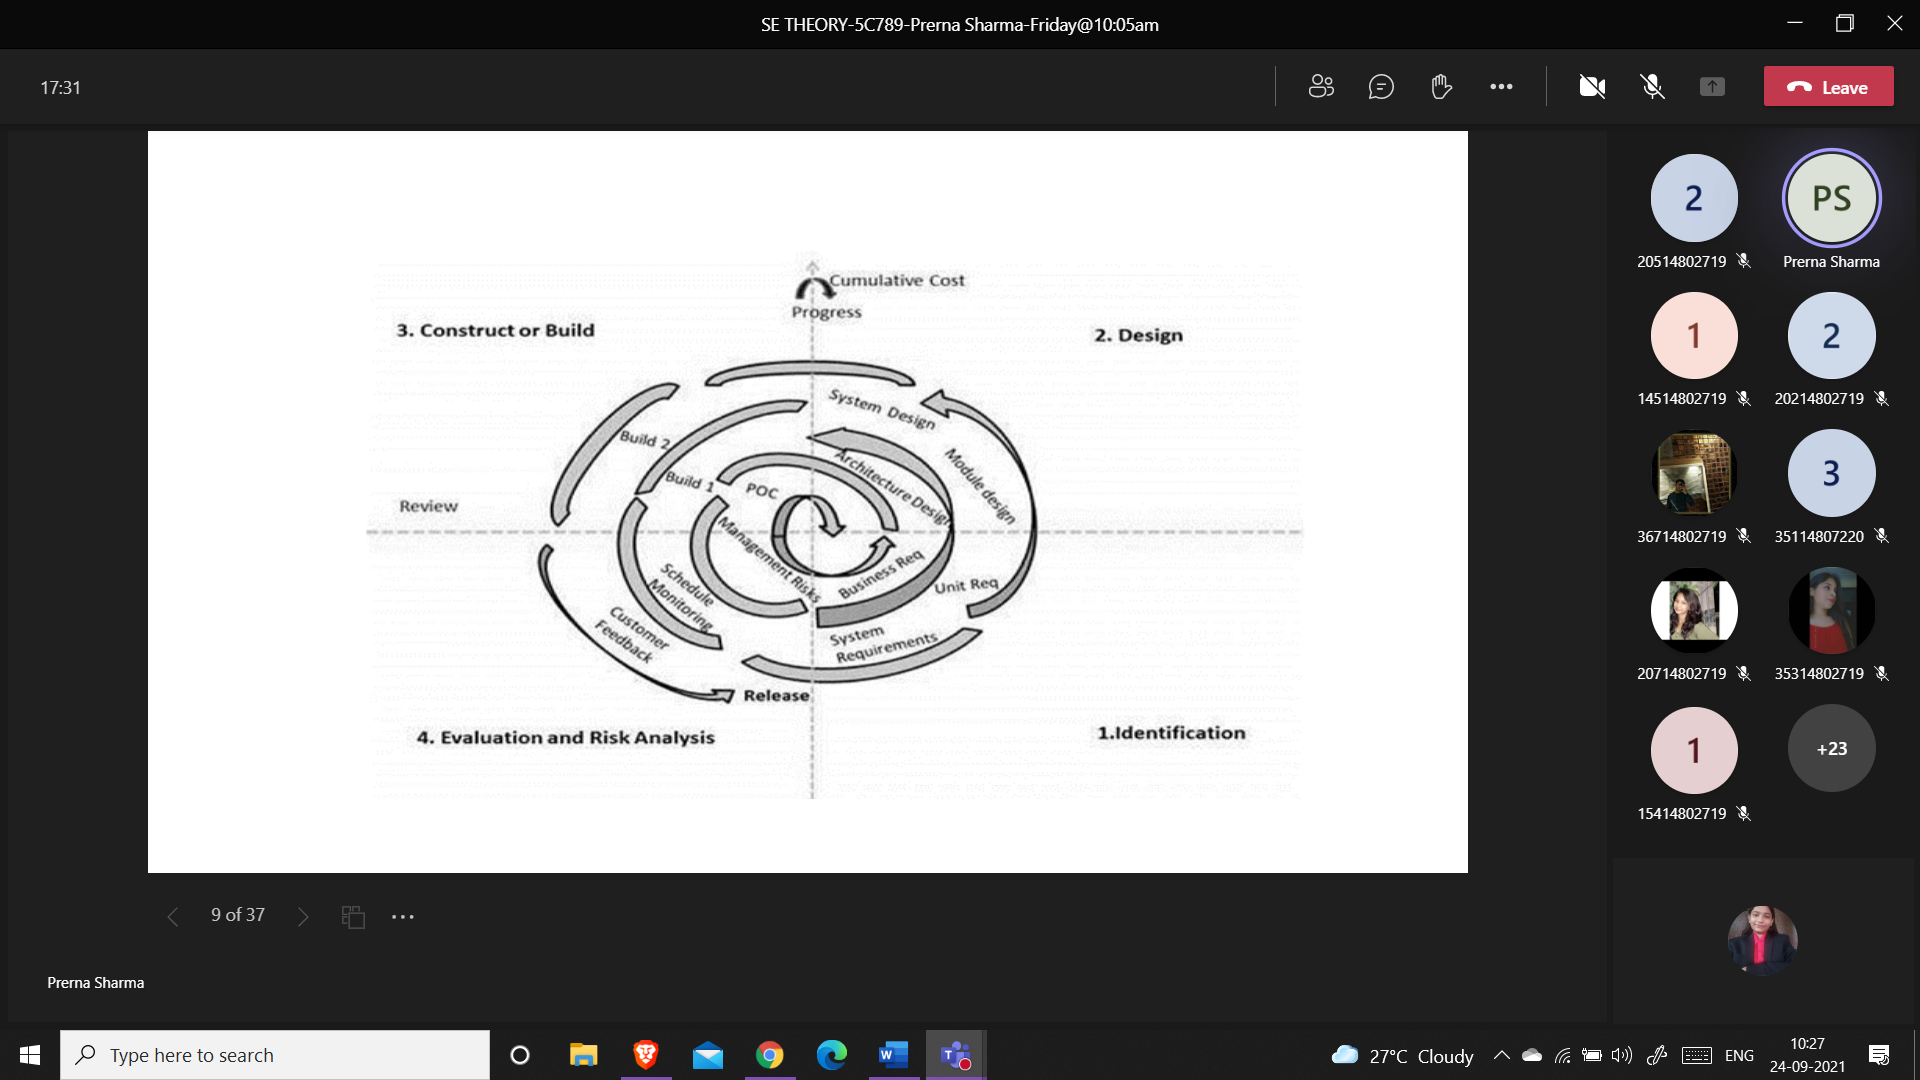 SE THEORY-5C789-Prerna Sharma-Friday@10:05am
17:31
Leave
Cumulative Cost
Progress
3. Construct or Build
2. Design
System Design
Build 2
Architecture Design
Module design
Build 1
POC
Review
Management Risks
Business Req
Unit Req
Schedule
Monitoring
Customer
Feedback
System
Requirements
Release
4. Evaluation and Risk Analysis
1.Identification
2
PS
20514802719
Prerna Sharma
1
2
14514802719
20214802719
3
36714802719
35114807220
20714802719
35314802719
1
+23
15414802719
9 of 37
Prerna Sharma
Type here to search
27°C Cloudy
ENG
10:27
24-09-2021